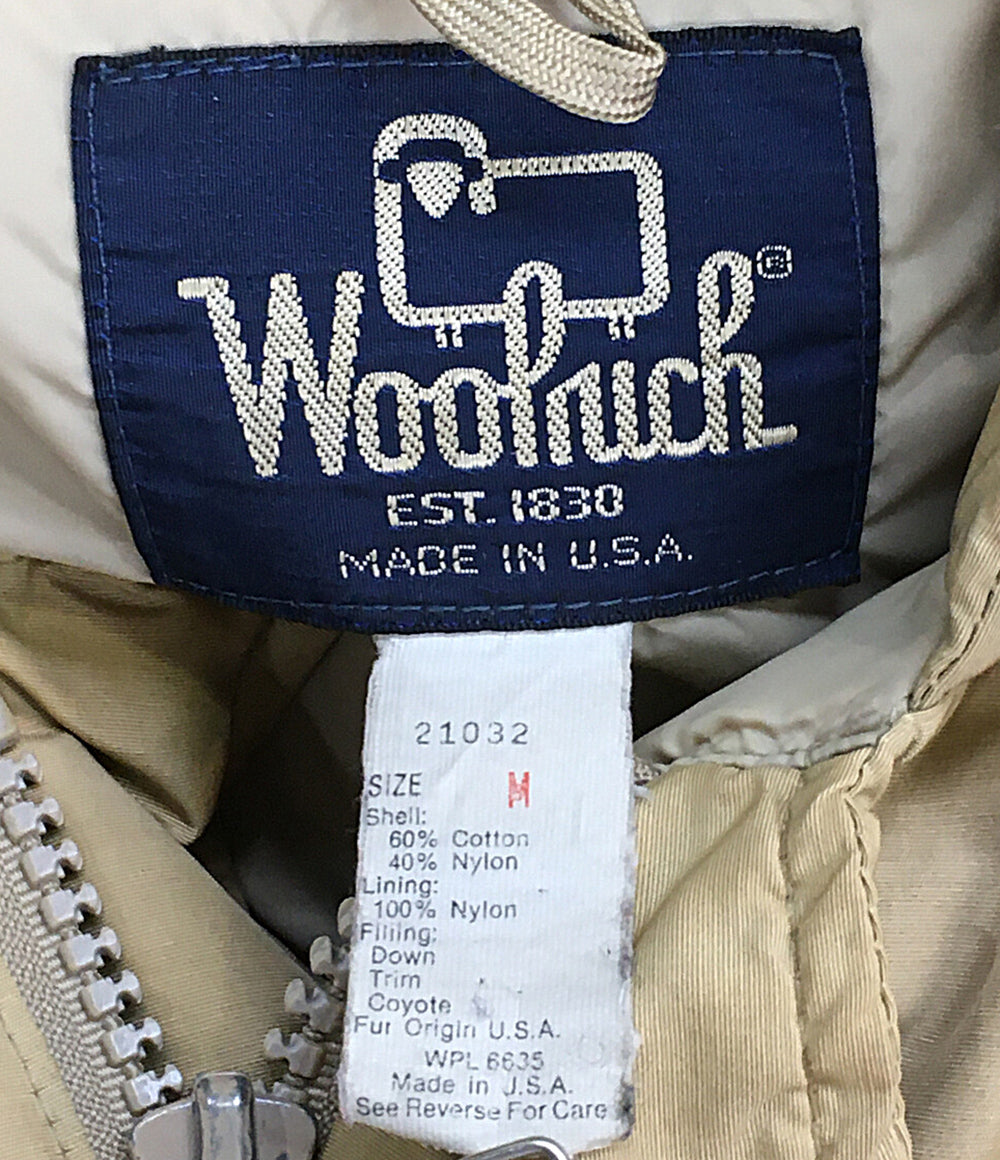 Woolrich®
EST. 1830
MADE IN U.S.A.
21032
SIZE M
Shell:
60% Cotton
40% Nylon
Lining:
100% Nylon
Filling:
Down
Trim
Coyote
Fur Origin U.S.A.
WPL 6635
Made in U.S.A.
See Reverse For Care